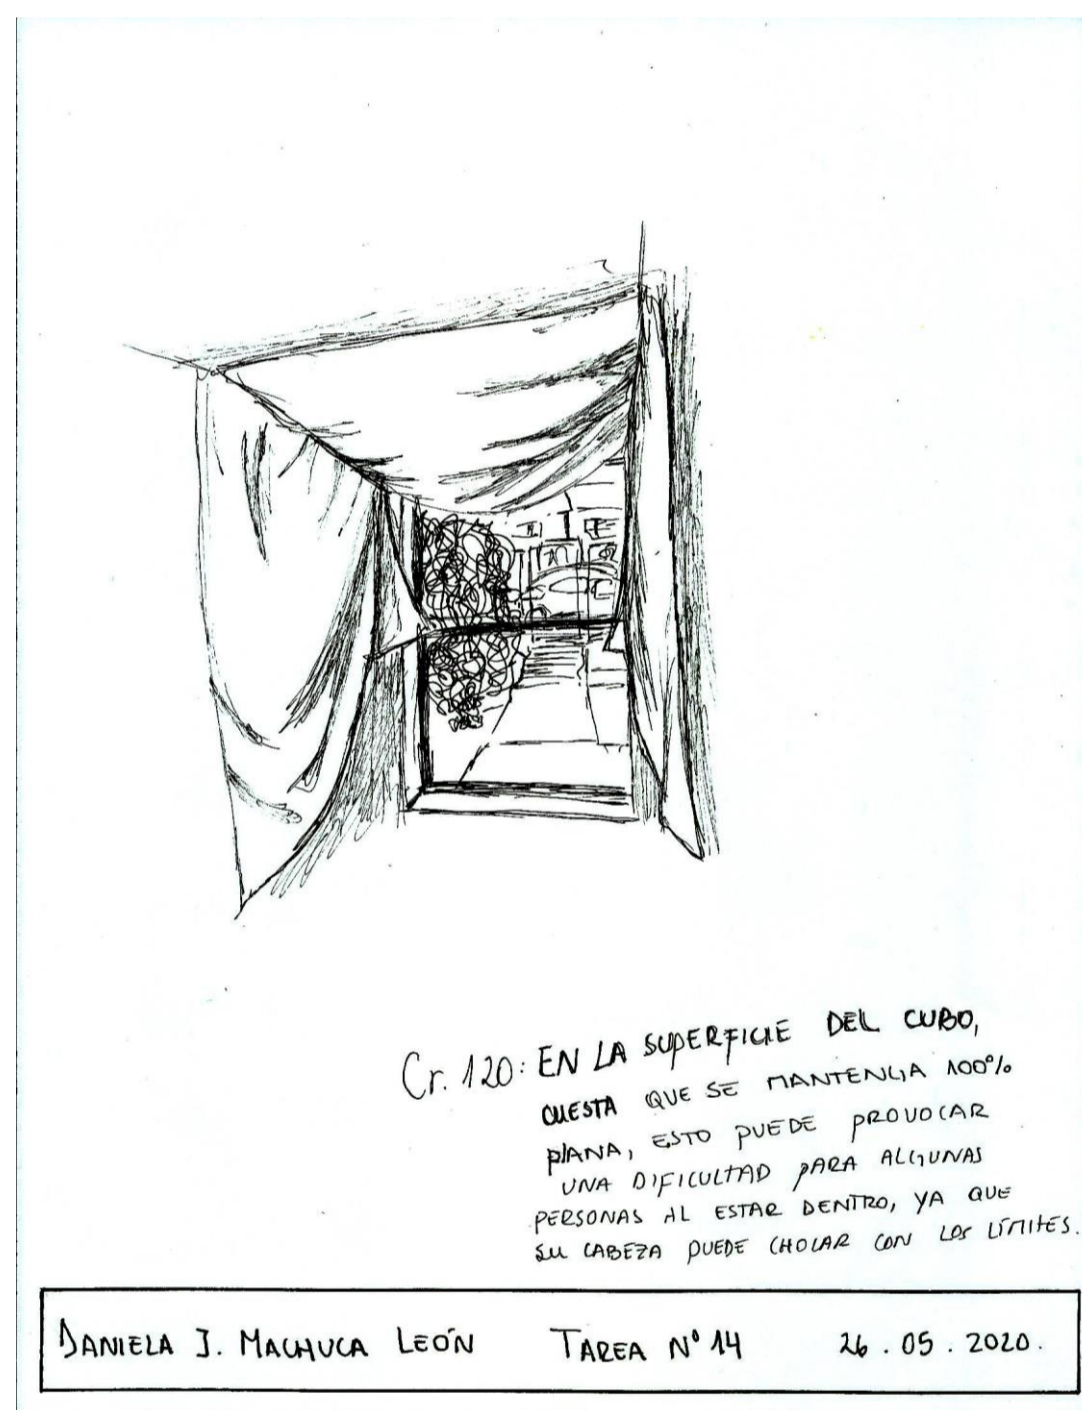 Cr. 120: EN LA SUPERFICIE DEL CUBO,
CUESTA QUE SE MANTENGA 100%
PLANA, ESTO PUEDE PROVOCAR
UNA DIFICULTAD PARA ALGUNAS
PERSONAS AL ESTAR DENTRO, YA QUE
SU CABEZA PUEDE CHOCAR CON LOS LÍMITES.
DANIELA J. MACHUCA LEÓN TAREA N° 14 26.05.2020.